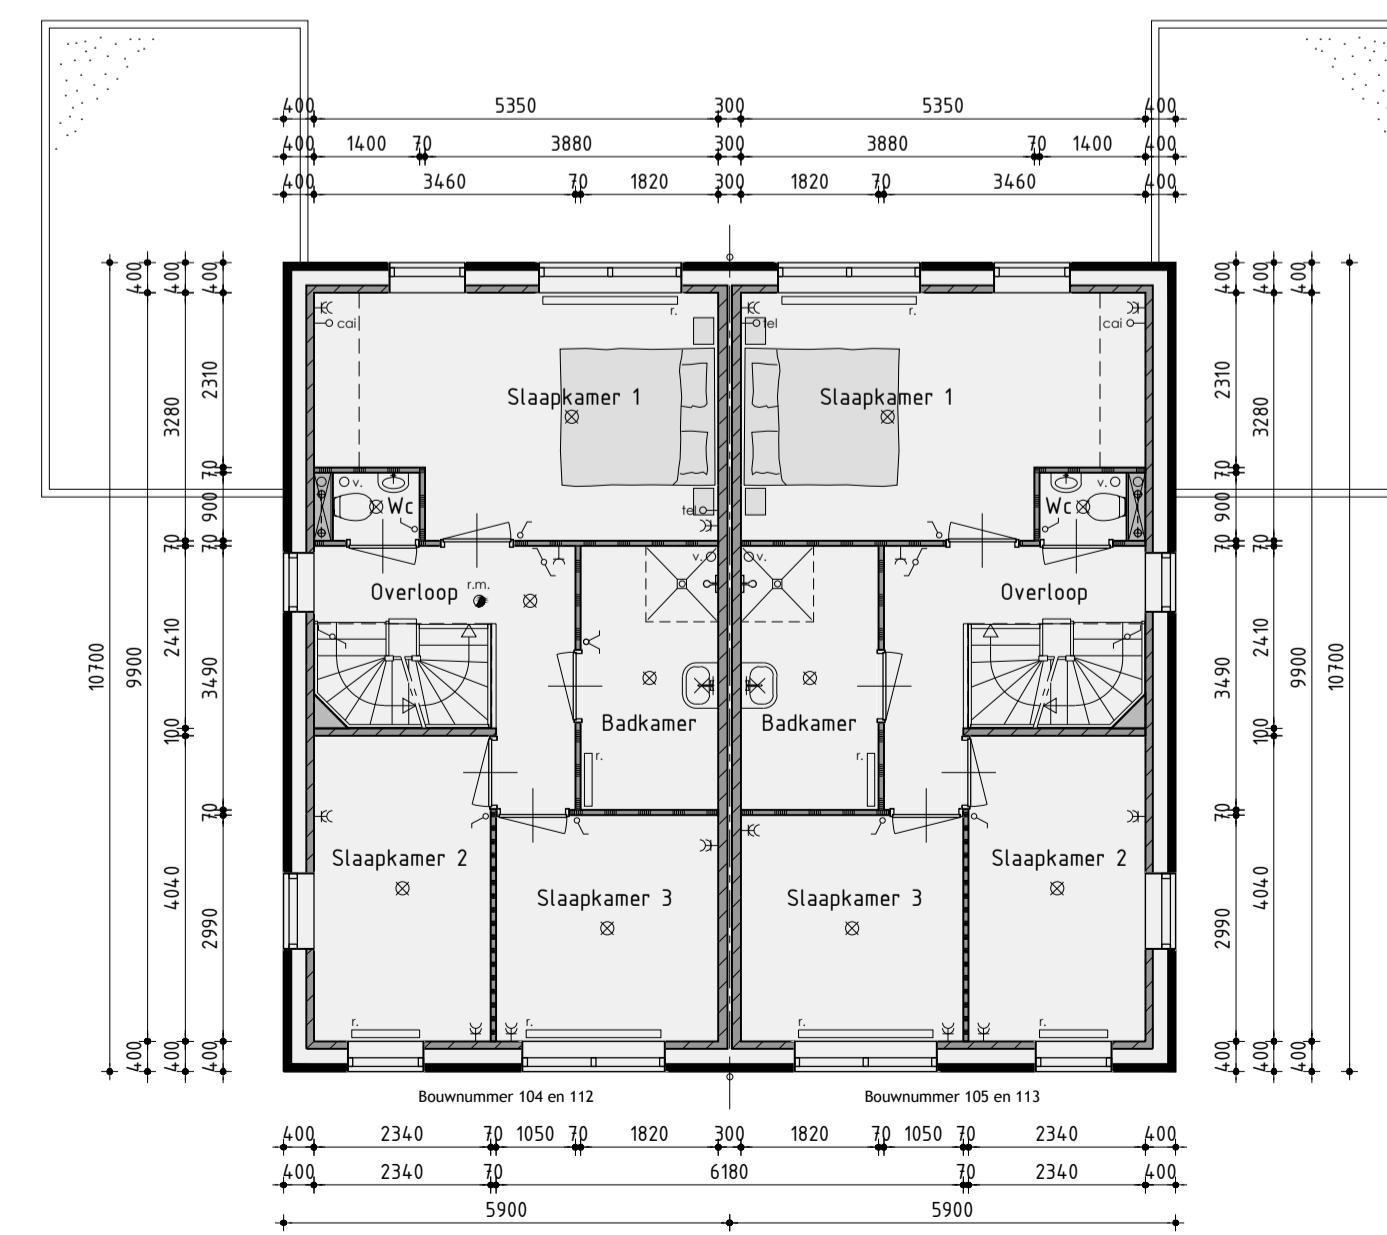 400 5350 300 5350 400
400 1400 70 3880 300 3880 70 1400 400
400 3460 70 1820 300 1820 70 3460 400
10700
400 9900 400
400 3280 70 2410 100 4040 400
400 2310 70 900 70 3490 70 2990 400
r. r.
cai tel cai
Slaapkamer 1 Slaapkamer 1
v. Wc Wc v.
tel
v. v.
Overloop r.m. Overloop
Badkamer Badkamer
r. r.
Slaapkamer 2 Slaapkamer 2
Slaapkamer 3 Slaapkamer 3
r. r. r. r.
400 2310 70 900 70 3490 70 2990 400
400 3280 70 2410 100 4040 400
400 9900 400
10700
Bouwnummer 104 en 112 Bouwnummer 105 en 113
400 2340 70 1050 70 1820 300 1820 70 1050 70 2340 400
400 2340 70 6180 70 2340 400
5900 5900